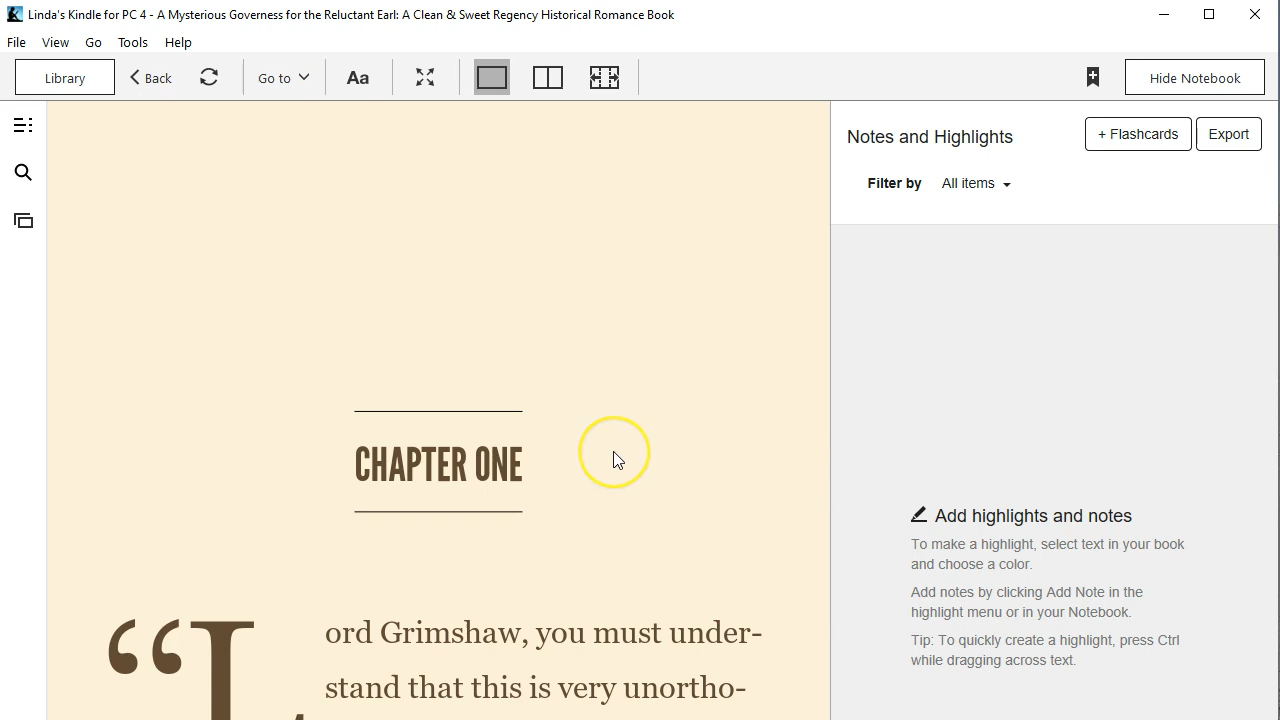 Linda's Kindle for PC 4 - A Mysterious Governess for the Reluctant Earl: A Clean & Sweet Regency Historical Romance Book
File View Go Tools Help
Library Back Go to Aa Hide Notebook
Notes and Highlights + Flashcards Export
Filter by All items
CHAPTER ONE
“Lord Grimshaw, you must under-
stand that this is very unortho-
Add highlights and notes
To make a highlight, select text in your book
and choose a color.
Add notes by clicking Add Note in the
highlight menu or in your Notebook.
Tip: To quickly create a highlight, press Ctrl
while dragging across text.